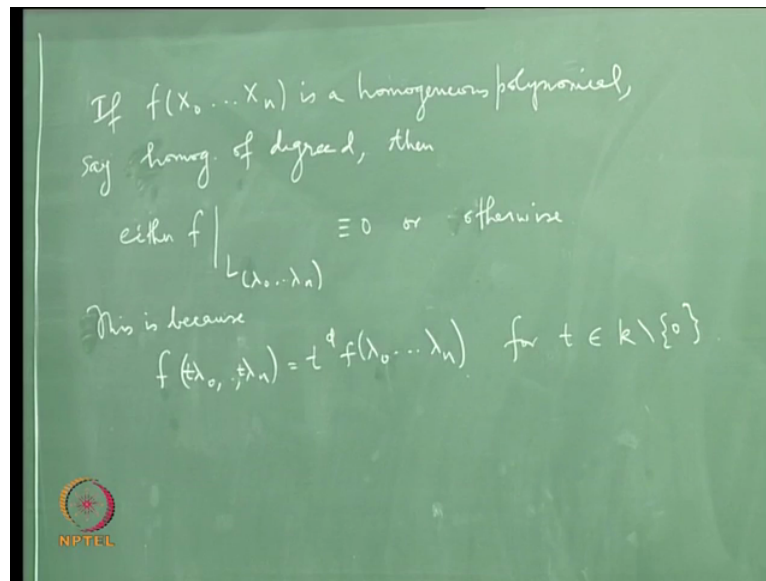 If f(X₀...Xₙ) is a homogeneous polynomial,
say homog. of degree d, then
either f|_L(λ₀...λₙ) ≡ 0 or otherwise.
This is because
f(tλ₀, , tλₙ) = t^d f(λ₀...λₙ) for t ∈ k\{0}.
NPTEL